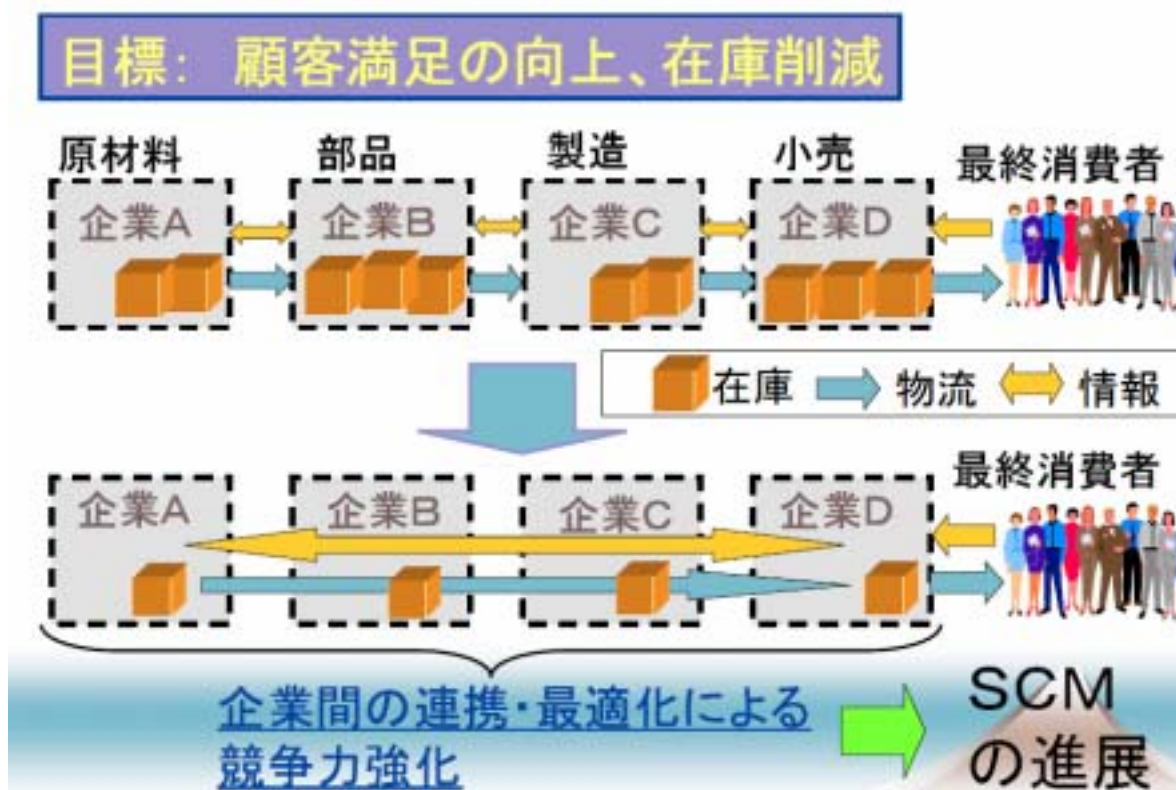 目標: 顧客満足の向上、在庫削減
原材料 部品 製造 小売 最終消費者
企業A 企業B 企業C 企業D
在庫 物流 情報
最終消費者
企業A 企業B 企業C 企業D
企業間の連携・最適化による
競争力強化
SCM
の進展